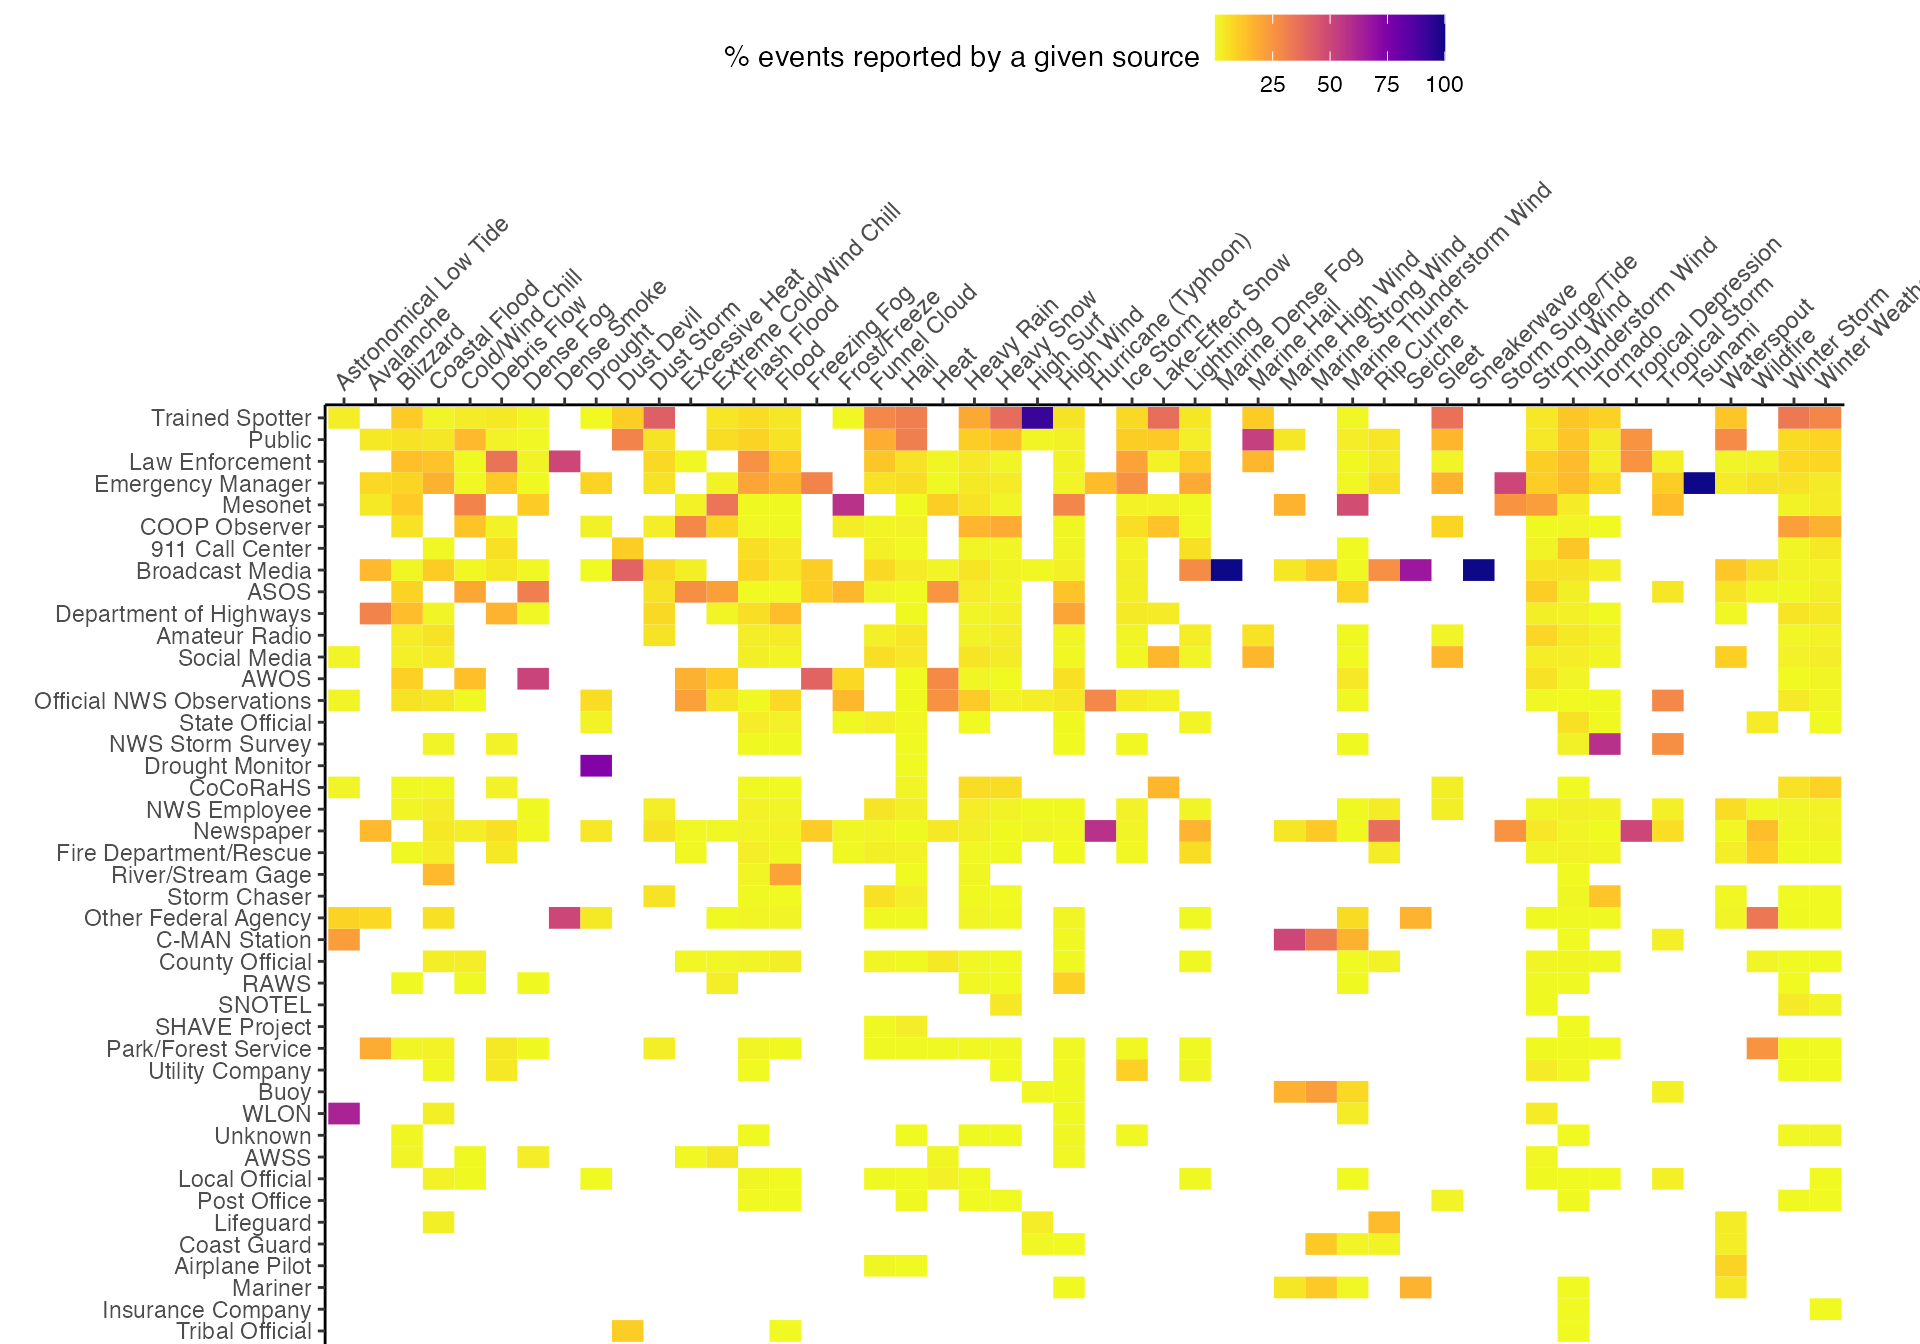 % events reported by a given source
25 50 75 100
Astronomical Low Tide
Avalanche
Blizzard
Coastal Flood
Cold/Wind Chill
Debris Flow
Dense Fog
Dense Smoke
Drought
Dust Devil
Dust Storm
Excessive Heat
Extreme Cold/Wind Chill
Flash Flood
Flood
Freezing Fog
Frost/Freeze
Funnel Cloud
Hail
Heat
Heavy Rain
Heavy Snow
High Surf
High Wind
Hurricane (Typhoon)
Ice Storm
Lake-Effect Snow
Lightning
Marine Dense Fog
Marine Hail
Marine High Wind
Marine Strong Wind
Marine Thunderstorm Wind
Rip Current
Seiche
Sleet
Sneakerwave
Storm Surge/Tide
Strong Wind
Thunderstorm Wind
Tornado
Tropical Depression
Tropical Storm
Tsunami
Waterspout
Wildfire
Winter Storm
Winter Weath
Trained Spotter
Public
Law Enforcement
Emergency Manager
Mesonet
COOP Observer
911 Call Center
Broadcast Media
ASOS
Department of Highways
Amateur Radio
Social Media
AWOS
Official NWS Observations
State Official
NWS Storm Survey
Drought Monitor
CoCoRaHS
NWS Employee
Newspaper
Fire Department/Rescue
River/Stream Gage
Storm Chaser
Other Federal Agency
C-MAN Station
County Official
RAWS
SNOTEL
SHAVE Project
Park/Forest Service
Utility Company
Buoy
WLON
Unknown
AWSS
Local Official
Post Office
Lifeguard
Coast Guard
Airplane Pilot
Mariner
Insurance Company
Tribal Official